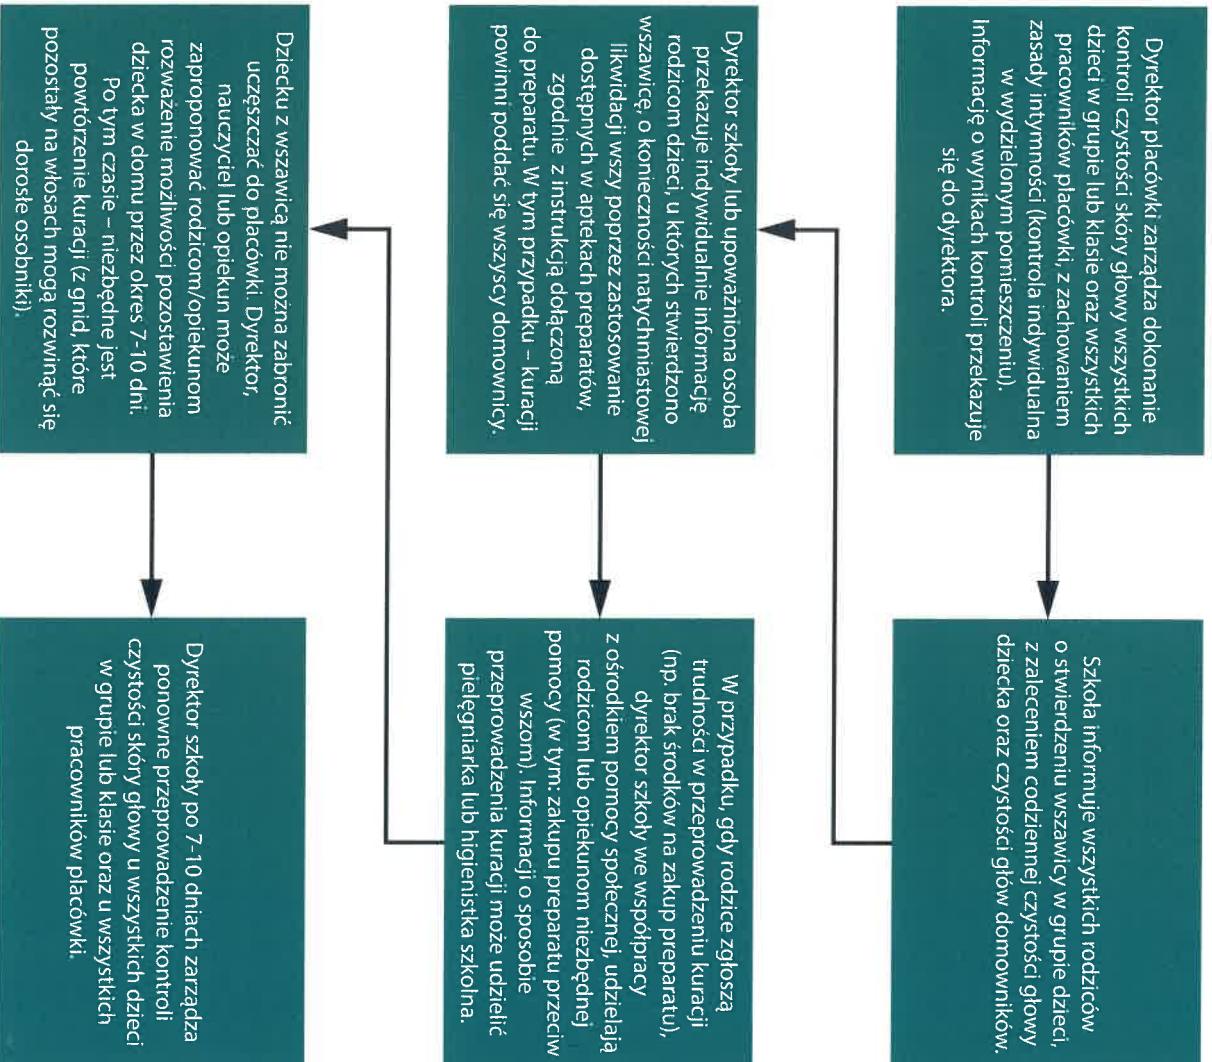 Dyrektor placówki zarządza dokonanie
kontroli czystości skóry głowy wszystkich
dzieci w grupie lub klasie oraz wszystkich
pracowników placówki, z zachowaniem
zasady intymności (kontrola indywidualna
w wydzielonym pomieszczeniu).
Informację o wynikach kontroli przekazuje
się do dyrektora.
Szkoła informuje wszystkich rodziców
o stwierdzeniu wszawicy w grupie dzieci,
z zaleceniem codziennej czystości głowy
dziecka oraz czystości głów domowników.
Dyrektor szkoły lub upoważniona osoba
przekazuje indywidualnie informację
rodzicom dzieci, u których stwierdzono
wszawicę, o konieczności natychmiastowej
likwidacji wszy poprzez zastosowanie
dostępnych w aptekach preparatów,
zgodnie z instrukcją dołączoną
do preparatu. W tym przypadku – kuracji
powinni poddać się wszyscy domownicy.
W przypadku, gdy rodzice zgłoszą
trudności w przeprowadzeniu kuracji
(np. brak środków na zakup preparatu),
dyrektor szkoły we współpracy
z ośrodkiem pomocy społecznej, udzielają
rodzicom lub opiekunom niezbędnej
pomocy (w tym: zakupu preparatu przeciw
wszom). Informacji o sposobie
przeprowadzenia kuracji może udzielić
pielęgniarka lub higienistka szkolna.
Dziecku z wszawicą nie można zabronić
uczęszczać do placówki. Dyrektor,
nauczyciel lub opiekun może
zaproponować rodzicom/opiekunom
rozważenie możliwości pozostawienia
dziecka w domu przez okres 7-10 dni.
Po tym czasie – niezbędne jest
powtórzenie kuracji (z gnid, które
pozostały na włosach mogą rozwinąć się
dorosłe osobniki).
Dyrektor szkoły po 7-10 dniach zarządza
ponowne przeprowadzenie kontroli
czystości skóry głowy u wszystkich dzieci
w grupie lub klasie oraz u wszystkich
pracowników placówki.